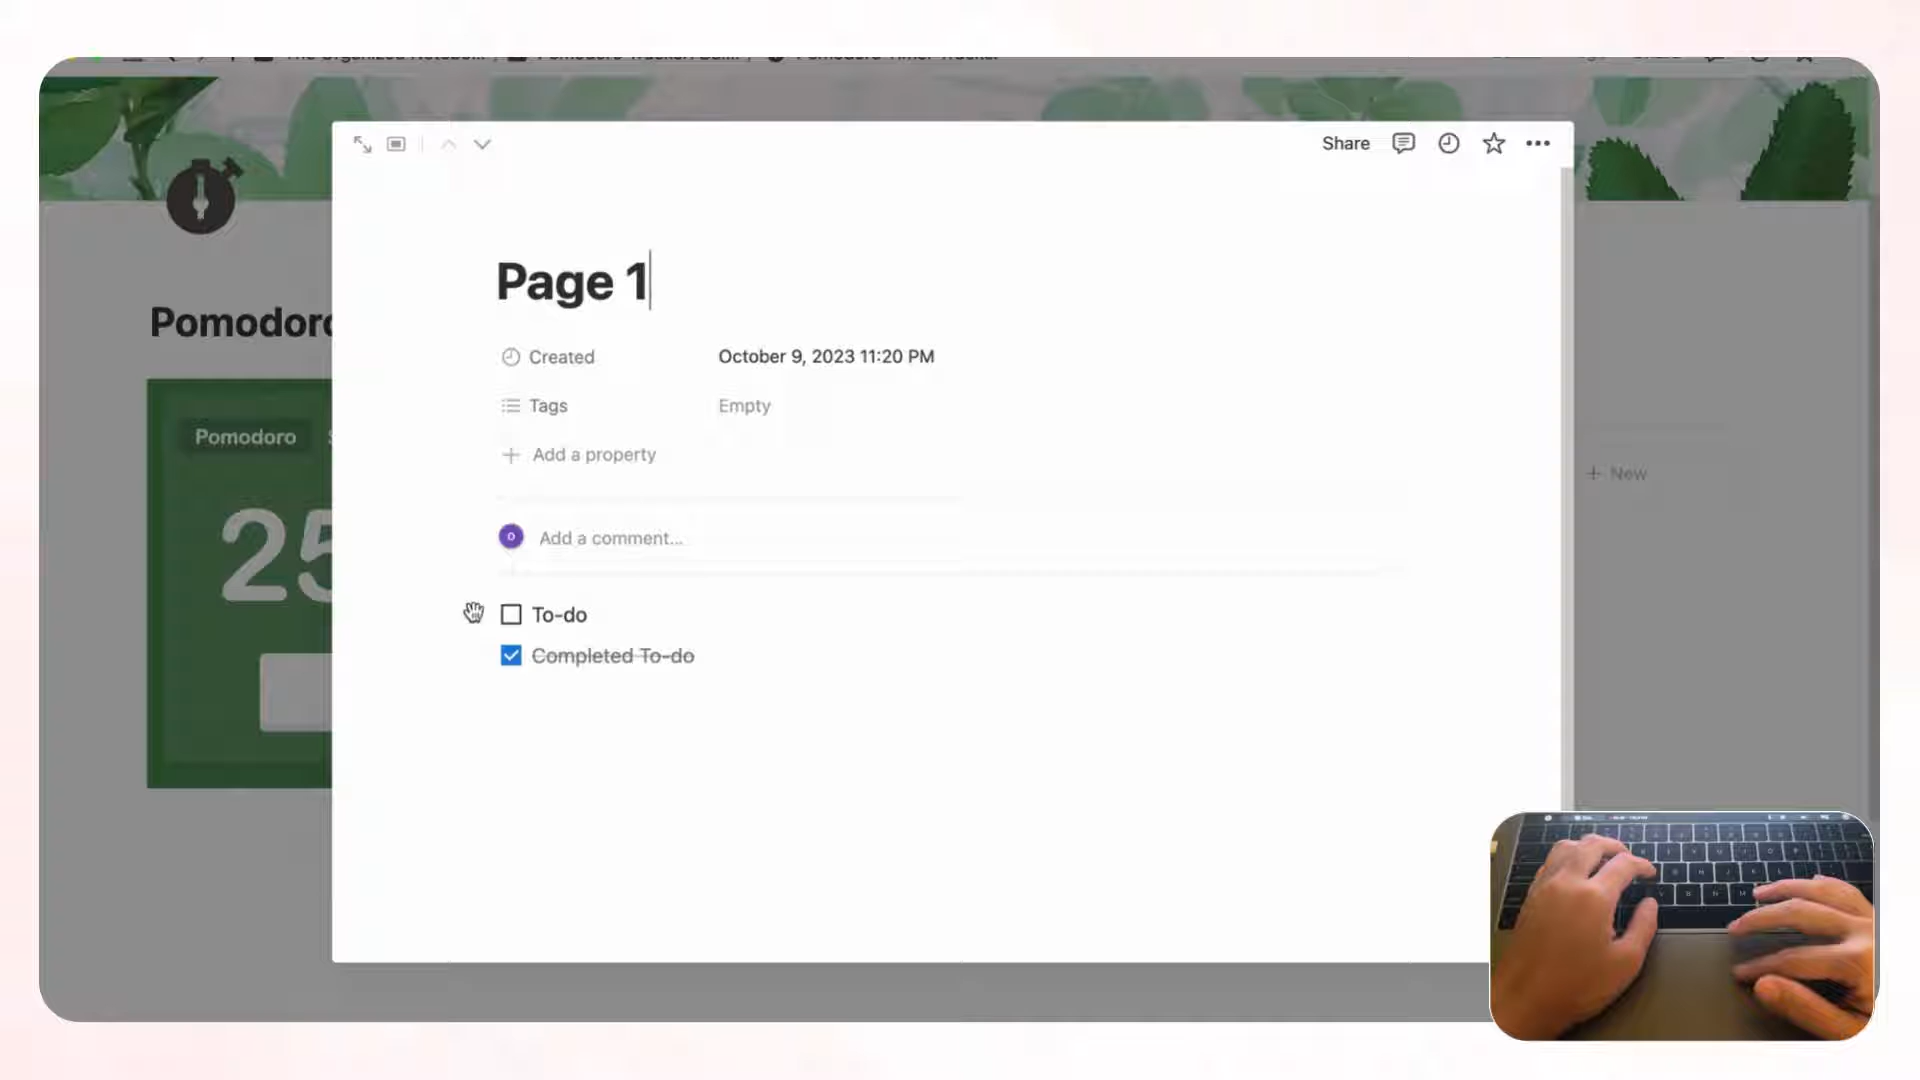 Share
Page 1
Created October 9, 2023 11:20 PM
Tags Empty
Add a property
Add a comment...
To-do
Completed To-do
Pomodoro
Pomodoro
25
New